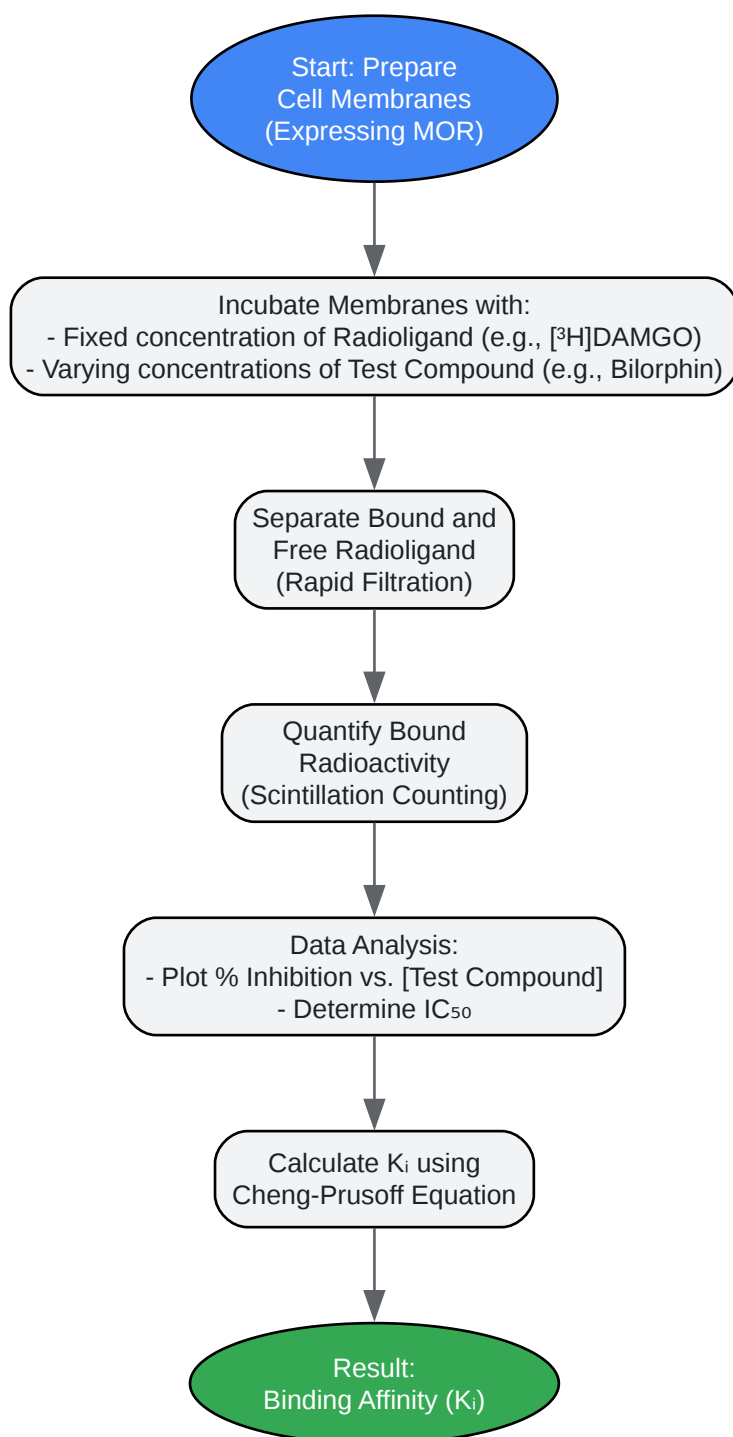 Start: Prepare
Cell Membranes
(Expressing MOR)
Incubate Membranes with:
- Fixed concentration of Radioligand (e.g., [³H]DAMGO)
- Varying concentrations of Test Compound (e.g., Bilorphin)
Separate Bound and
Free Radioligand
(Rapid Filtration)
Quantify Bound
Radioactivity
(Scintillation Counting)
Data Analysis:
- Plot % Inhibition vs. [Test Compound]
- Determine IC₅₀
Calculate Kᵢ using
Cheng-Prusoff Equation
Result:
Binding Affinity (Kᵢ)